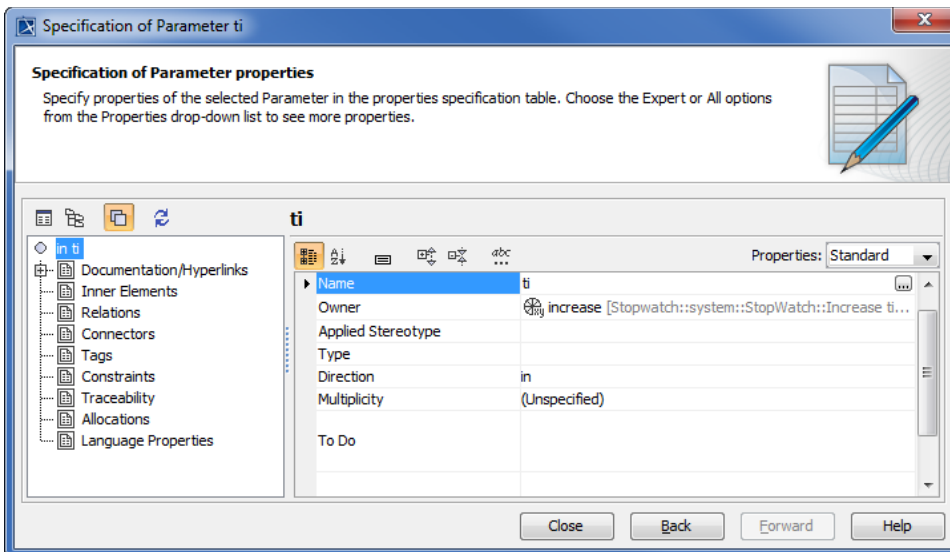 Specification of Parameter ti
Specification of Parameter properties
Specify properties of the selected Parameter in the properties specification table. Choose the Expert or All options
from the Properties drop-down list to see more properties.
ti
in ti
Documentation/Hyperlinks
Inner Elements
Relations
Connectors
Tags
Constraints
Traceability
Allocations
Language Properties
abc
Properties: Standard
Name ti
Owner increase [Stopwatch::system::StopWatch::Increase ti...
Applied Stereotype
Type
Direction in
Multiplicity (Unspecified)
To Do
Close Back Forward Help